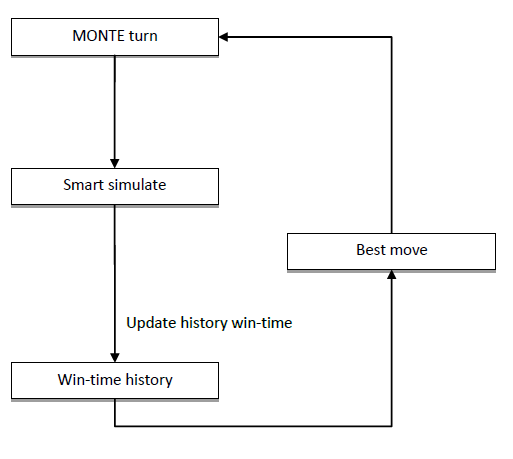 MONTE turn
Smart simulate
Best move
Update history win-time
Win-time history